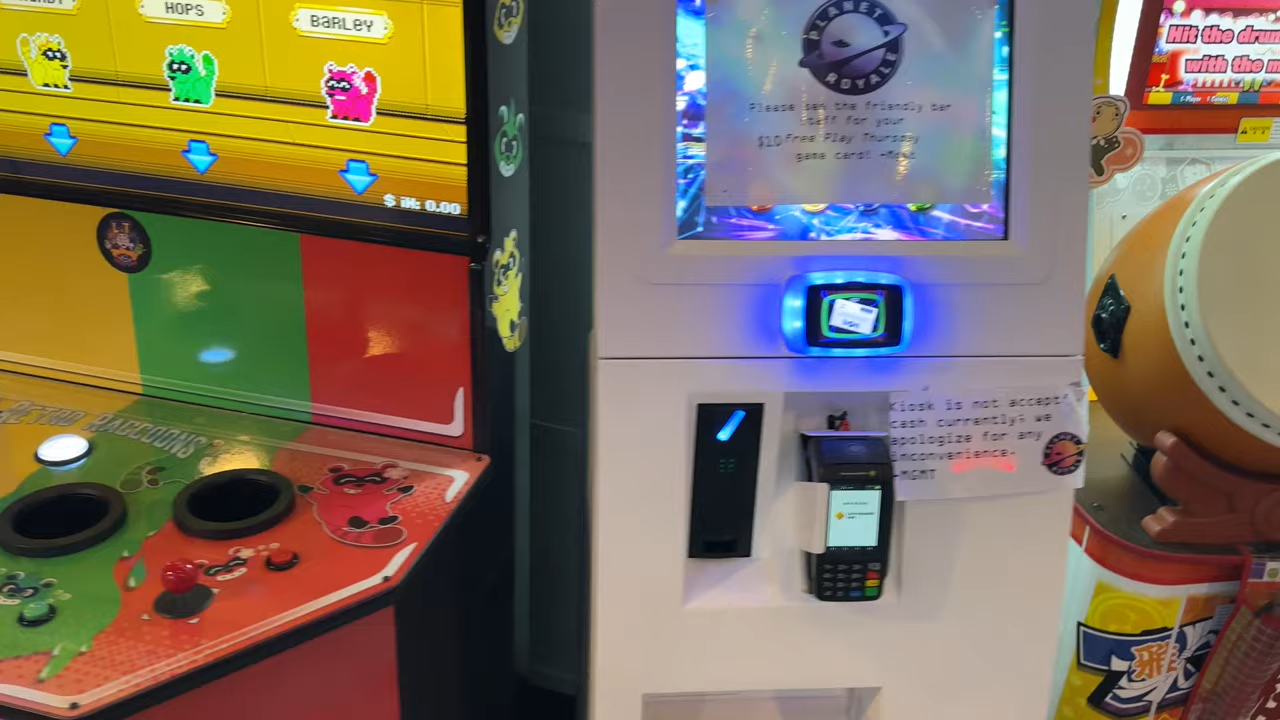 HOPS
BARLEY
$ iN: 0.00
RETRO RACCOONS
PLANET
ROYALE
Please see the friendly bar
staff for your
$10 Free Play Thursday
game card! -Mgmt
Kiosk is not accept
cash currently; we
apologize for any
inconvenience-
-MGMT
Hit the drum
with the m